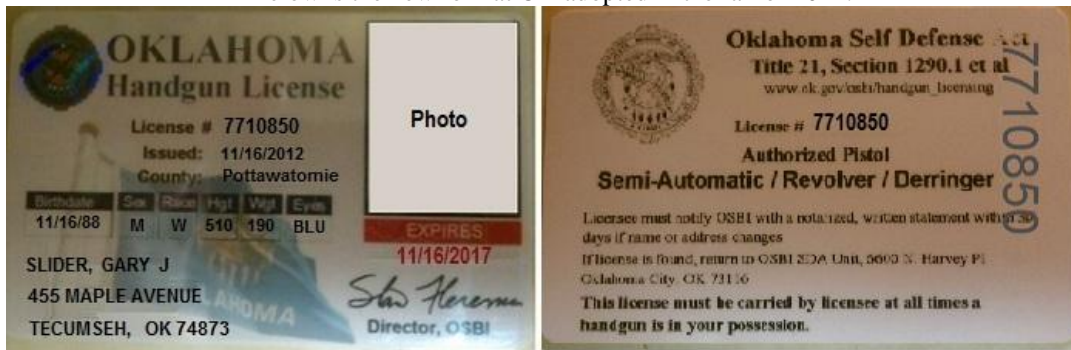 OKLAHOMA
Handgun License
License # 7710850
Issued: 11/16/2012
County: Pottawatomie
Photo
Birthdate Sex Race Hgt Wgt Eyes
11/16/88 M W 510 190 BLU
EXPIRES
11/16/2017
SLIDER, GARY J
455 MAPLE AVENUE
TECUMSEH, OK 74873
Director, OSBI
Oklahoma Self Defense Act
Title 21, Section 1290.1 et al
www.ok.gov/osbi/handgun_licensing
License # 7710850
Authorized Pistol
Semi-Automatic / Revolver / Derringer
7710850
Licensee must notify OSBI with a notarized, written statement within 30
days if name or address changes
If license is found, return to OSBI SDA Unit, 6600 N. Harvey Pl
Oklahoma City, OK 73116
This license must be carried by licensee at all times a
handgun is in your possession.